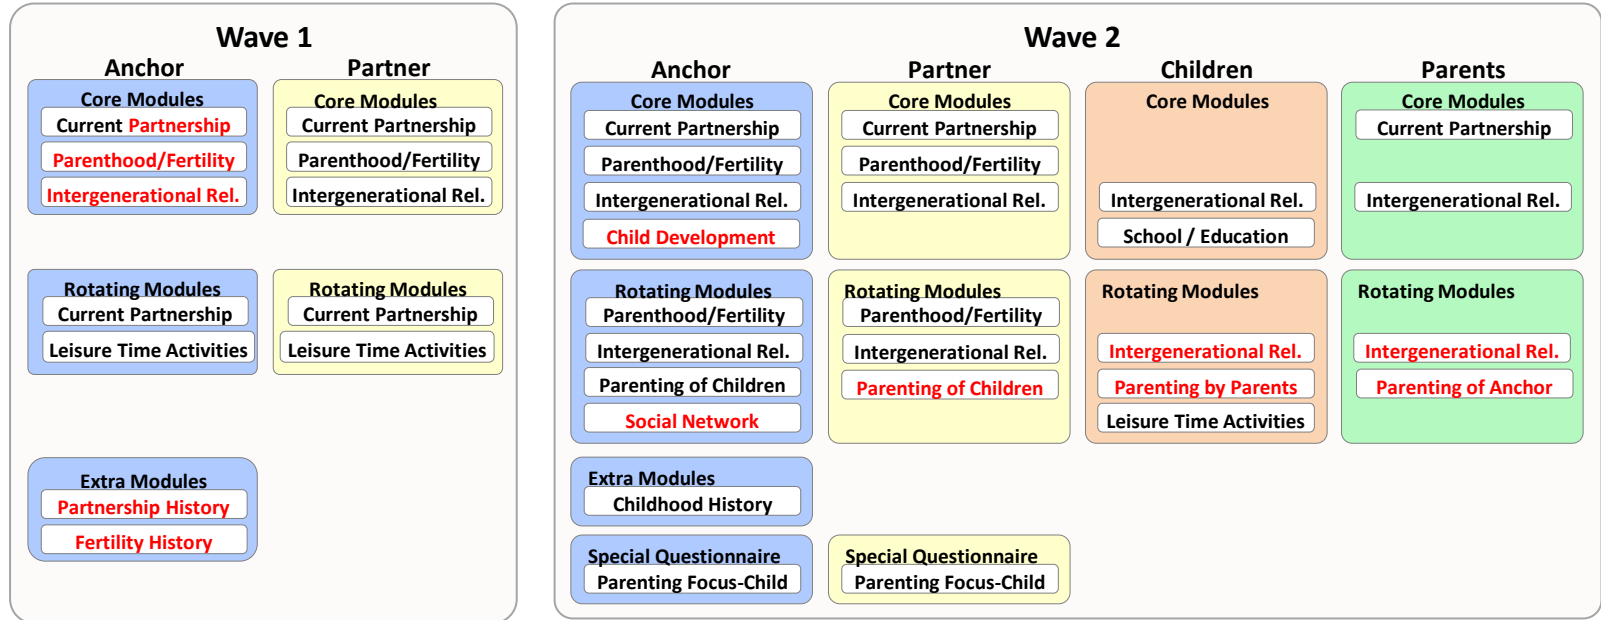 Wave 1
Anchor
Partner
Core Modules
Current Partnership
Parenthood/Fertility
Intergenerational Rel.
Core Modules
Current Partnership
Parenthood/Fertility
Intergenerational Rel.
Rotating Modules
Current Partnership
Leisure Time Activities
Rotating Modules
Current Partnership
Leisure Time Activities
Extra Modules
Partnership History
Fertility History
Wave 2
Anchor
Partner
Children
Parents
Core Modules
Current Partnership
Parenthood/Fertility
Intergenerational Rel.
Child Development
Core Modules
Current Partnership
Parenthood/Fertility
Intergenerational Rel.
Core Modules
Intergenerational Rel.
School / Education
Core Modules
Current Partnership
Intergenerational Rel.
Rotating Modules
Parenthood/Fertility
Intergenerational Rel.
Parenting of Children
Social Network
Rotating Modules
Parenthood/Fertility
Intergenerational Rel.
Parenting of Children
Rotating Modules
Intergenerational Rel.
Parenting by Parents
Leisure Time Activities
Rotating Modules
Intergenerational Rel.
Parenting of Anchor
Extra Modules
Childhood History
Special Questionnaire
Parenting Focus-Child
Special Questionnaire
Parenting Focus-Child